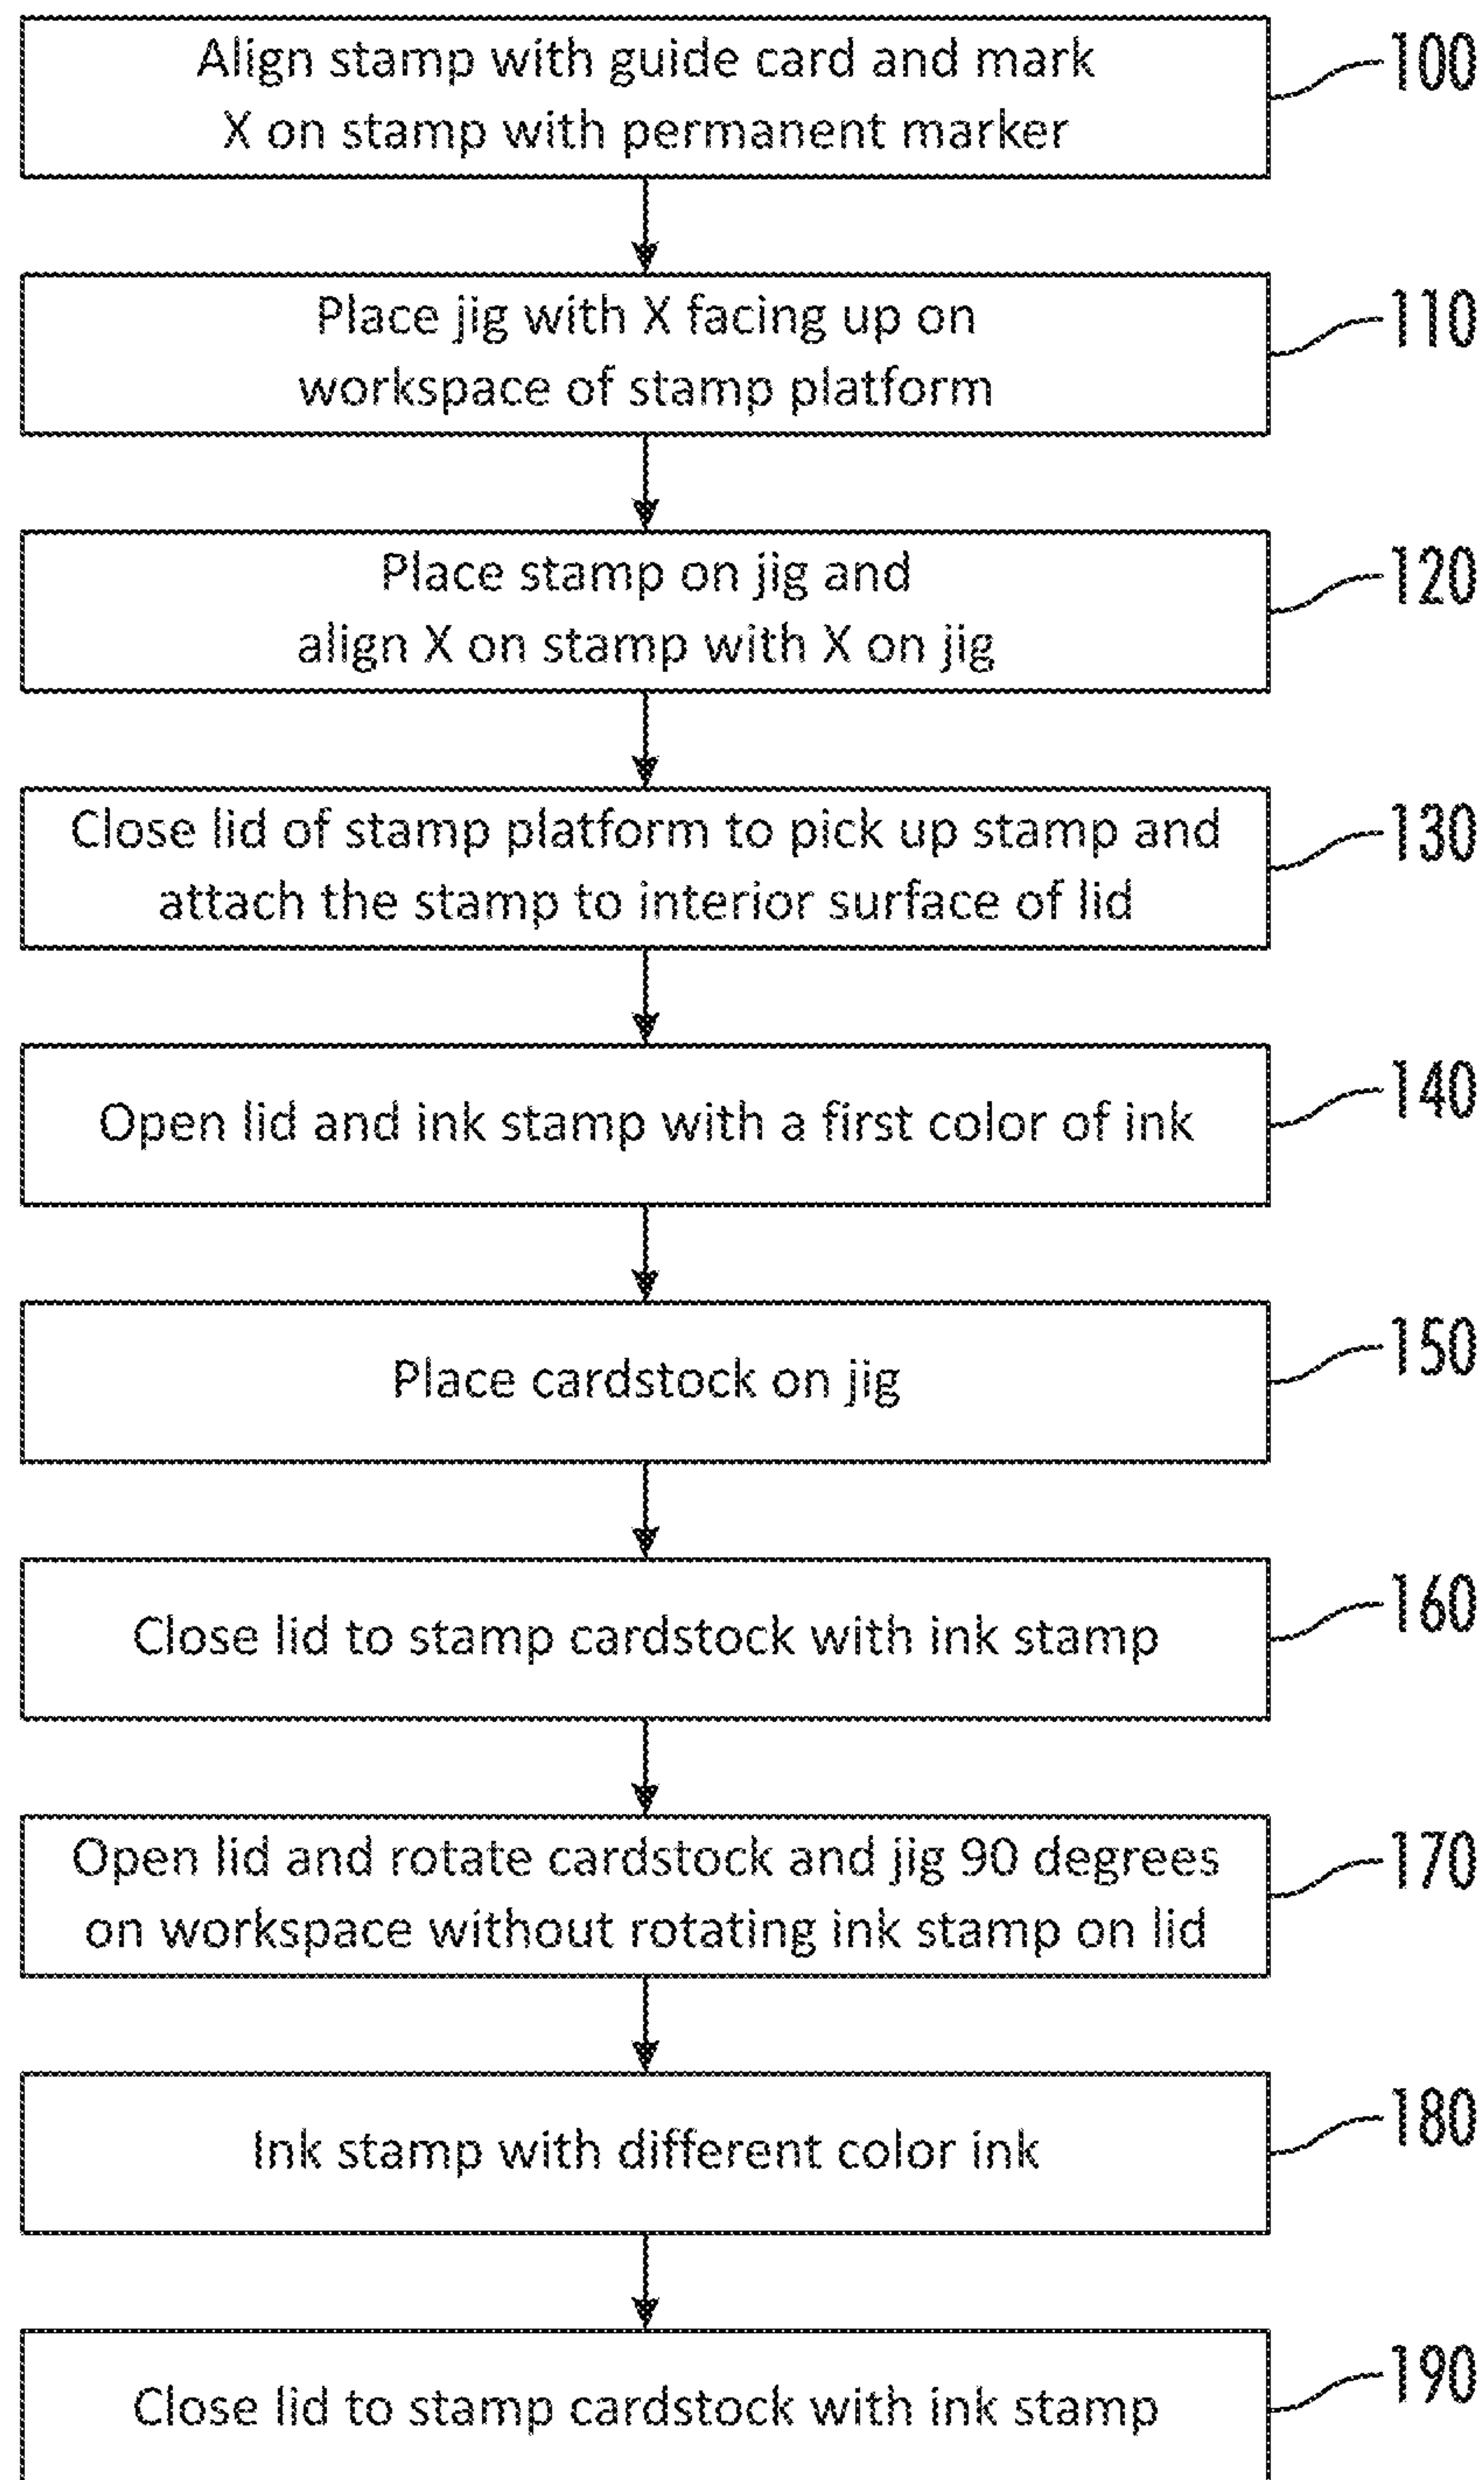 Align stamp with guide card and mark
X on stamp with permanent marker
100
Place jig with X facing up on
workspace of stamp platform
110
Place stamp on jig and
align X on stamp with X on jig
120
Close lid of stamp platform to pick up stamp and
attach the stamp to interior surface of lid
130
Open lid and ink stamp with a first color of ink
140
Place cardstock on jig
150
Close lid to stamp cardstock with ink stamp
160
Open lid and rotate cardstock and jig 90 degrees
on workspace without rotating ink stamp on lid
170
Ink stamp with different color ink
180
Close lid to stamp cardstock with ink stamp
190